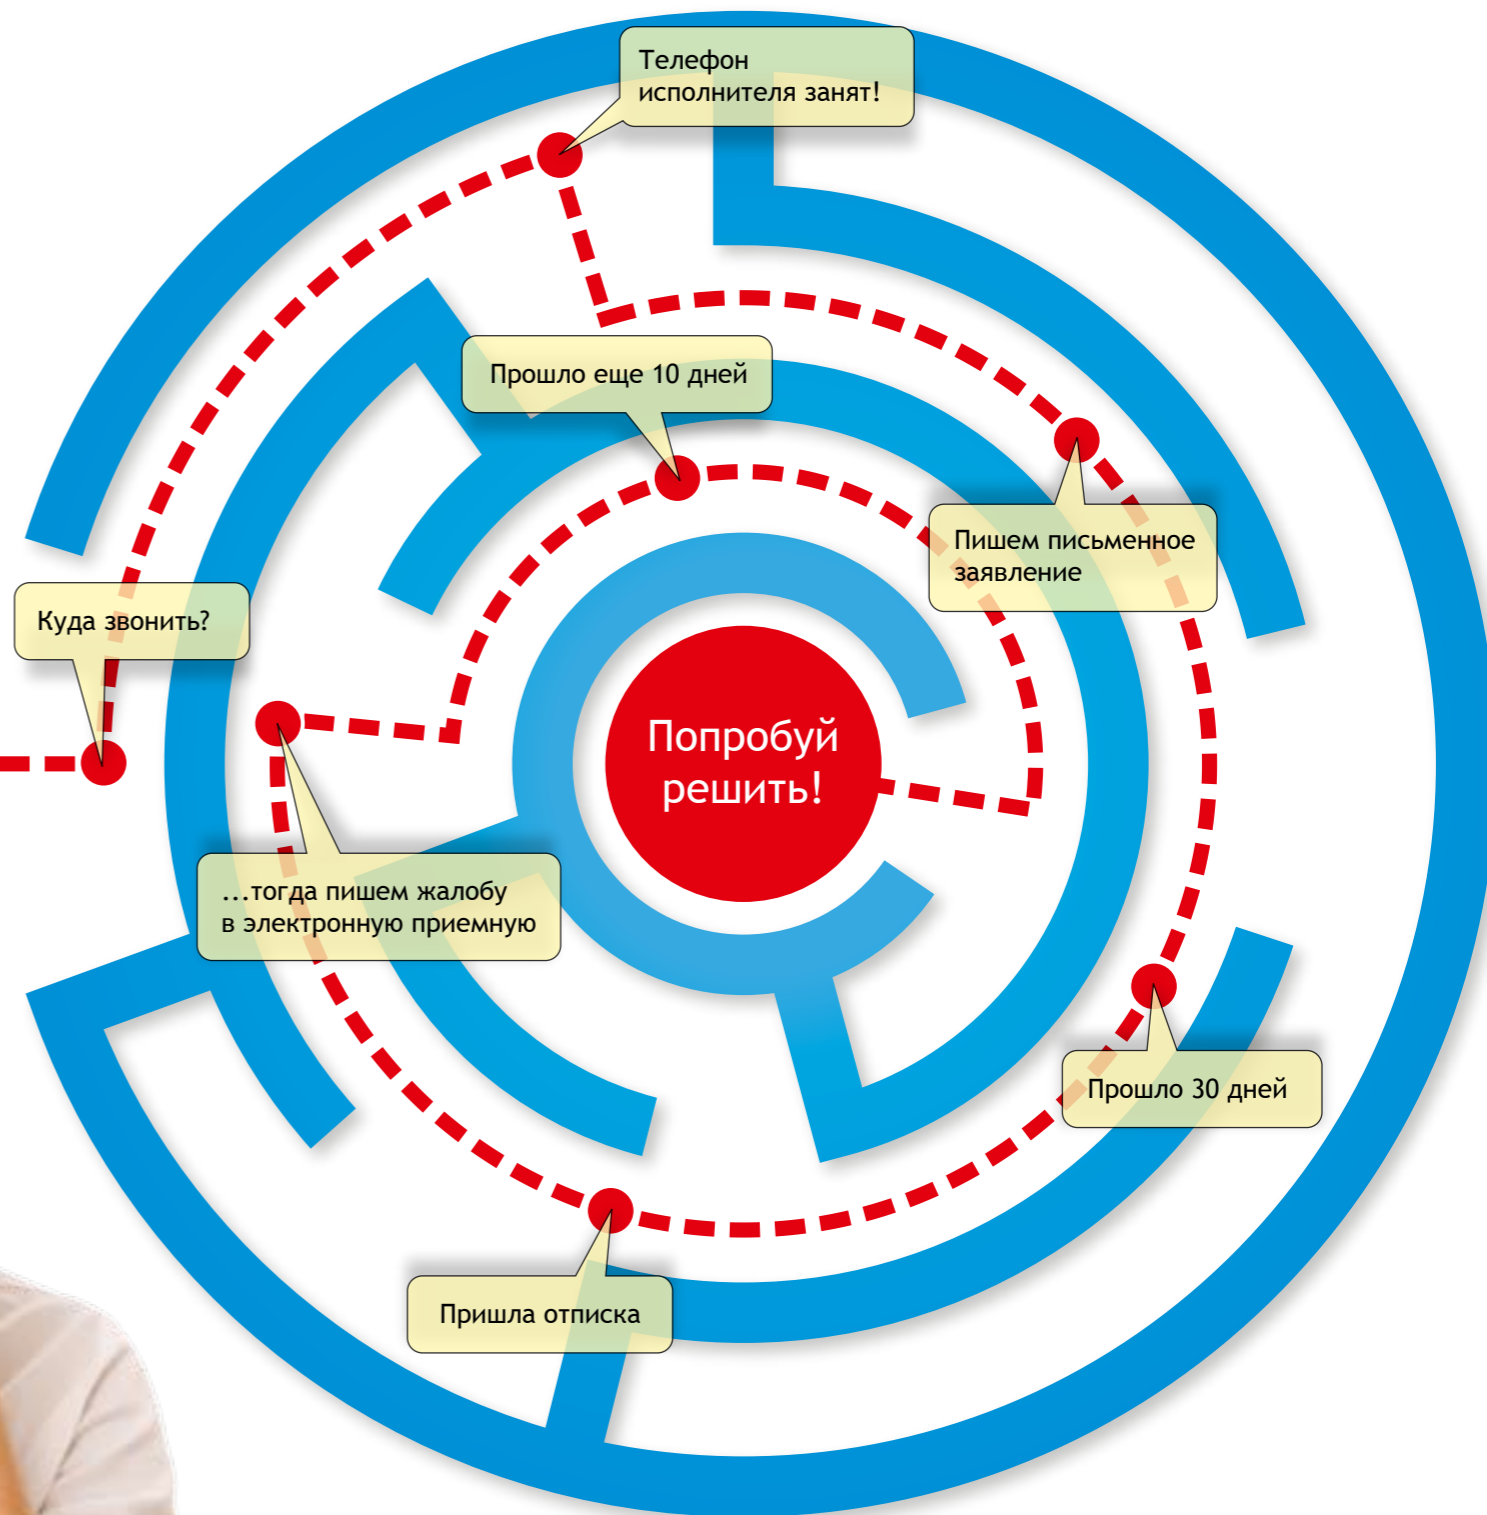 Телефон
исполнителя занят!
Прошло еще 10 дней
Пишем письменное
заявление
Куда звонить?
Попробуй
решить!
...тогда пишем жалобу
в электронную приемную
Прошло 30 дней
Пришла отписка